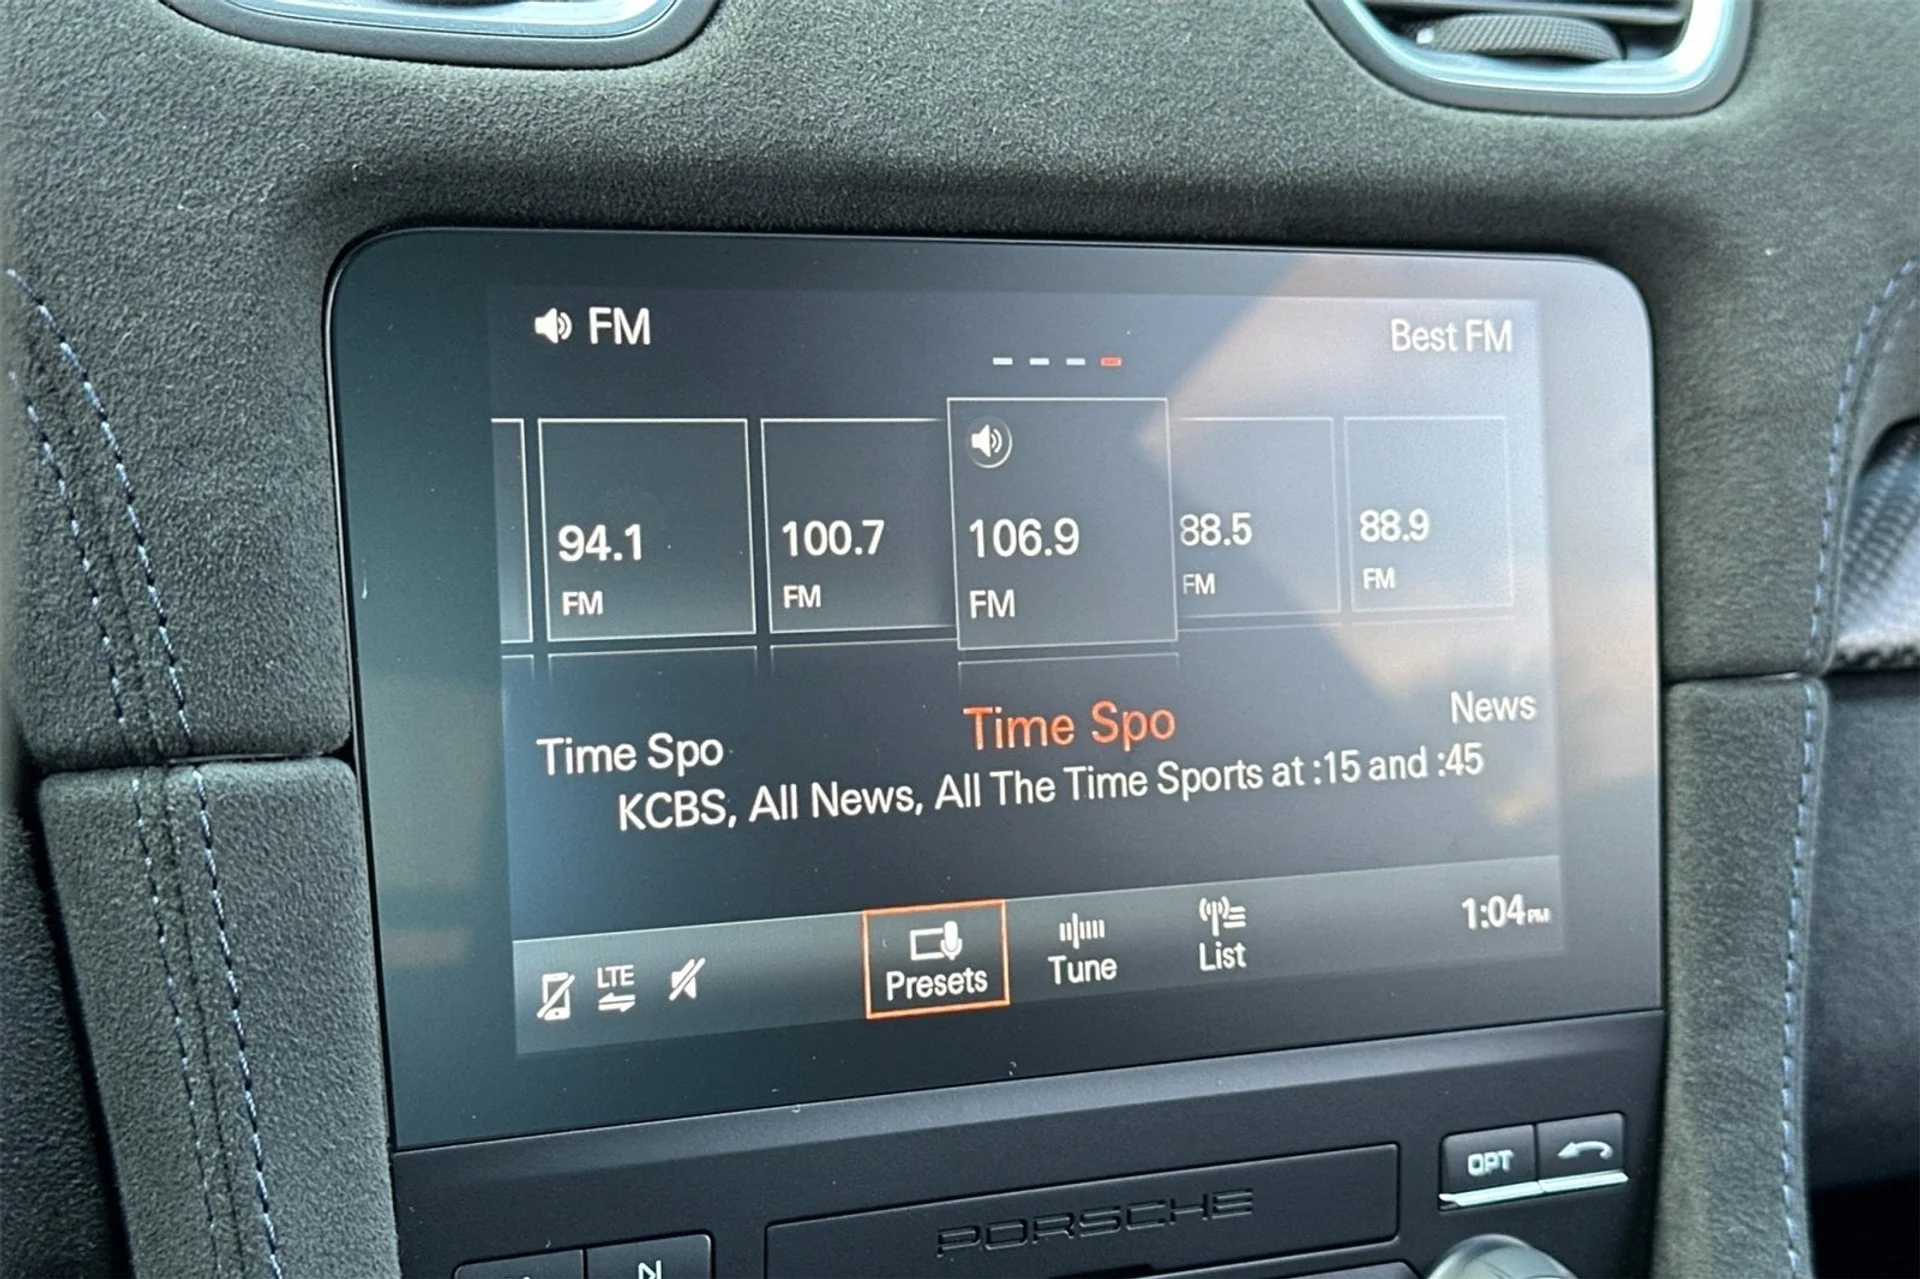 FM
Best FM
94.1
FM
100.7
FM
106.9
FM
88.5
FM
88.9
FM
Time Spo
Time Spo
News
KCBS, All News, All The Time Sports at :15 and :45
LTE
Presets
Tune
List
1:04 PM
OPT
PORSCHE